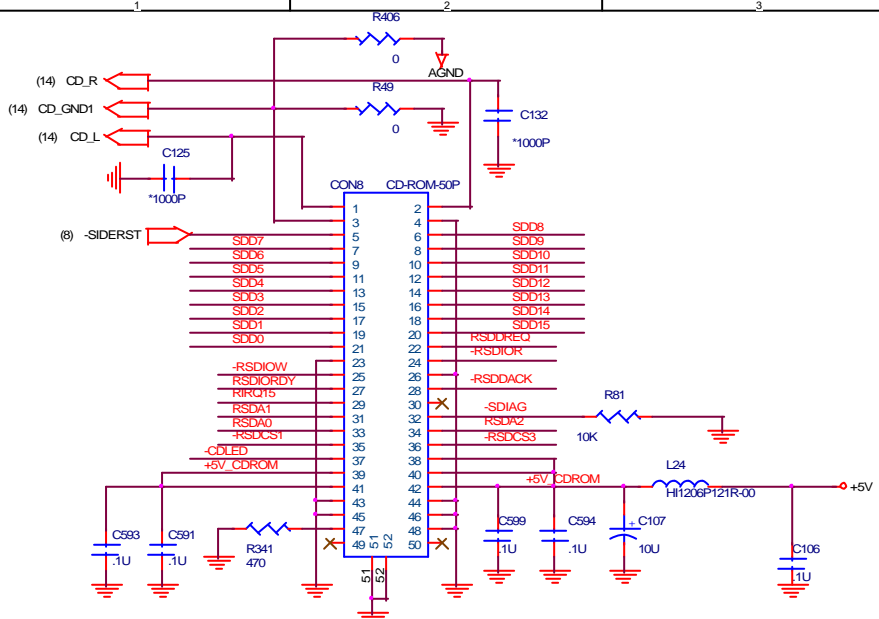 1 2 3
R406
0
AGND
(14) CD_R
R49
(14) CD_GND1
0
C132
*1000P
(14) CD_L
C125
*1000P
CON8 CD-ROM-50P
1 2
3 4
(8) -SIDERST 5 6 SDD8
SDD7 7 8 SDD9
SDD6 9 10 SDD10
SDD5 11 12 SDD11
SDD4 13 14 SDD12
SDD3 15 16 SDD13
SDD2 17 18 SDD14
SDD1 19 20 SDD15
SDD0 21 22 RSDDREQ
23 24 -RSDIOR
-RSDIOW 25 26
RSDIORDY 27 28 -RSDDACK
RIRQ15 29 30
RSDA1 31 32 -SDIAG
R81
10K
RSDA0 33 34 RSDA2
-RSDCS1 35 36 -RSDCS3
-CDLED 37 38
+5V_CDROM 39 40
41 42 +5V_CDROM
L24
HI1206P121R-00
+5V
43 44
45 46
47 48
49 50
51
52
51
52
C593
.1U
C591
.1U
R341
470
C599
.1U
C594
.1U
+
C107
10U
C106
.1U